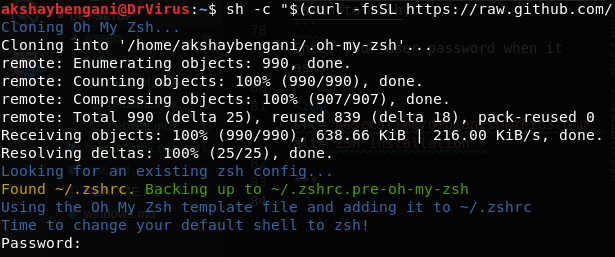 akshaybengani@DrVirus:~$ sh -c "$(curl -fsSL https://raw.github.com/
Cloning Oh My Zsh...
Cloning into '/home/akshaybengani/.oh-my-zsh'...
remote: Enumerating objects: 990, done.
remote: Counting objects: 100% (990/990), done.
remote: Compressing objects: 100% (907/907), done.
remote: Total 990 (delta 25), reused 839 (delta 18), pack-reused 0
Receiving objects: 100% (990/990), 638.66 KiB | 216.00 KiB/s, done.
Resolving deltas: 100% (25/25), done.
Looking for an existing zsh config...
Found ~/.zshrc. Backing up to ~/.zshrc.pre-oh-my-zsh
Using the Oh My Zsh template file and adding it to ~/.zshrc
Time to change your default shell to zsh!
Password: